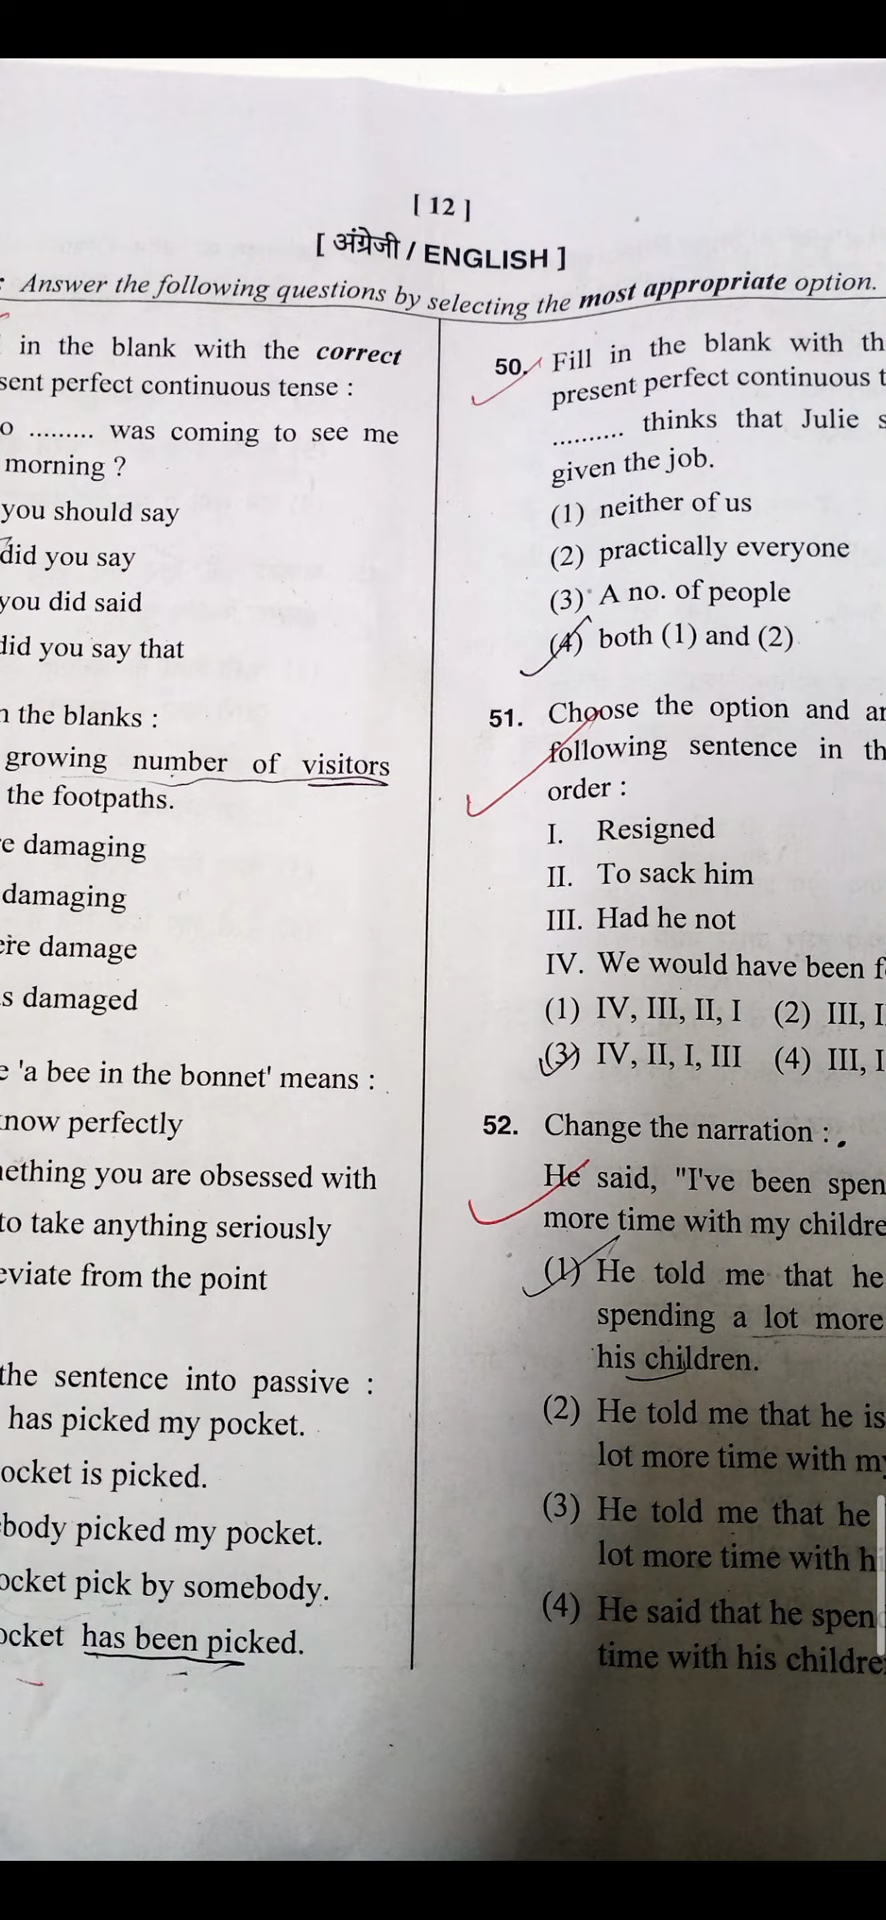 [ 12 ]
[ अंग्रेजी / ENGLISH ]
: Answer the following questions by selecting the most appropriate option.
in the blank with the correct
sent perfect continuous tense :
o ......... was coming to see me
morning ?
you should say
did you say
you did said
did you say that
n the blanks :
growing number of visitors
the footpaths.
e damaging
damaging
ere damage
s damaged
e 'a bee in the bonnet' means :
now perfectly
ething you are obsessed with
to take anything seriously
eviate from the point
the sentence into passive :
has picked my pocket.
ocket is picked.
body picked my pocket.
ocket pick by somebody.
ocket has been picked.
50. Fill in the blank with th
present perfect continuous t
.......... thinks that Julie s
given the job.
(1) neither of us
(2) practically everyone
(3) A no. of people
(4) both (1) and (2)
51. Choose the option and ar
following sentence in th
order :
I. Resigned
II. To sack him
III. Had he not
IV. We would have been f
(1) IV, III, II, I (2) III, I
(3) IV, II, I, III (4) III, I
52. Change the narration :
He said, "I've been spen
more time with my childre
(1) He told me that he
spending a lot more
his children.
(2) He told me that he is
lot more time with my
(3) He told me that he
lot more time with hi
(4) He said that he spen
time with his childre